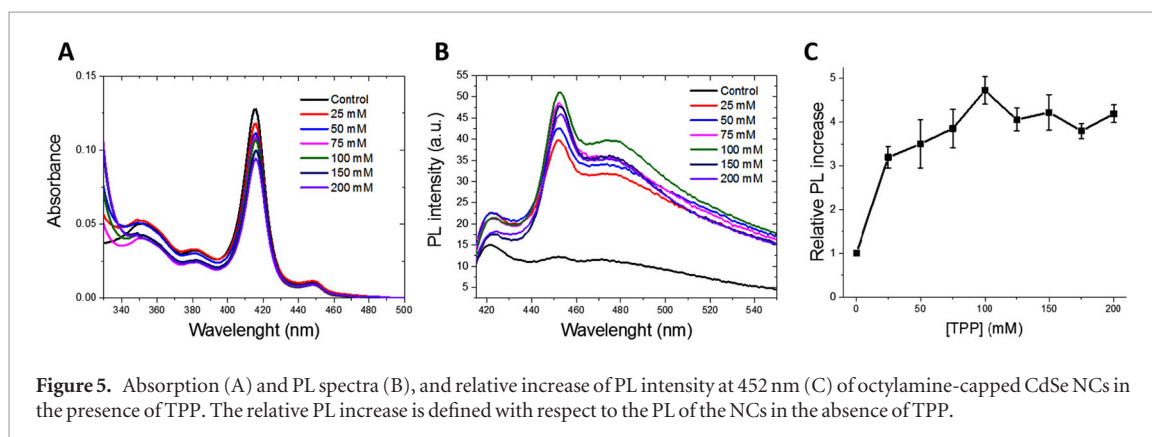 A
0.15
0.10
0.05
0.00
Absorbance
340 360 380 400 420 440 460 480 500
Wavelenght (nm)
Control
25 mM
50 mM
75 mM
100 mM
150 mM
200 mM
B
55
50
45
40
35
30
25
20
15
10
5
PL intensity (a.u.)
420 440 460 480 500 520 540
Wavelenght (nm)
Control
25 mM
50 mM
75 mM
100 mM
150 mM
200 mM
C
5
4
3
2
1
Relative PL increase
0 50 100 150 200
[TPP] (mM)
Figure 5. Absorption (A) and PL spectra (B), and relative increase of PL intensity at 452 nm (C) of octylamine-capped CdSe NCs in
the presence of TPP. The relative PL increase is defined with respect to the PL of the NCs in the absence of TPP.